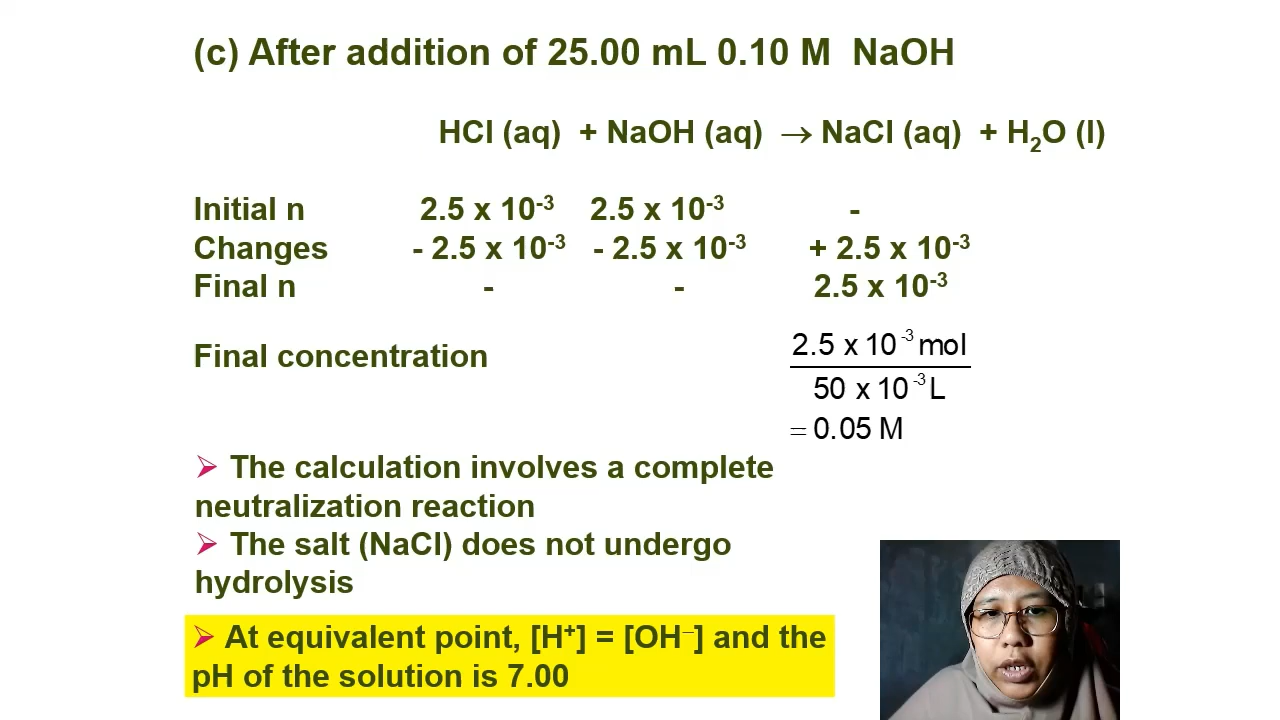 (c) After addition of 25.00 mL 0.10 M NaOH
HCl (aq) + NaOH (aq) → NaCl (aq) + H₂O (l)
Initial n 2.5 x 10⁻³ 2.5 x 10⁻³ -
Changes - 2.5 x 10⁻³ - 2.5 x 10⁻³ + 2.5 x 10⁻³
Final n - - 2.5 x 10⁻³
Final concentration
2.5 x 10⁻³ mol
50 x 10⁻³ L
= 0.05 M
➢ The calculation involves a complete
neutralization reaction
➢ The salt (NaCl) does not undergo
hydrolysis
➢ At equivalent point, [H⁺] = [OH⁻] and the
pH of the solution is 7.00